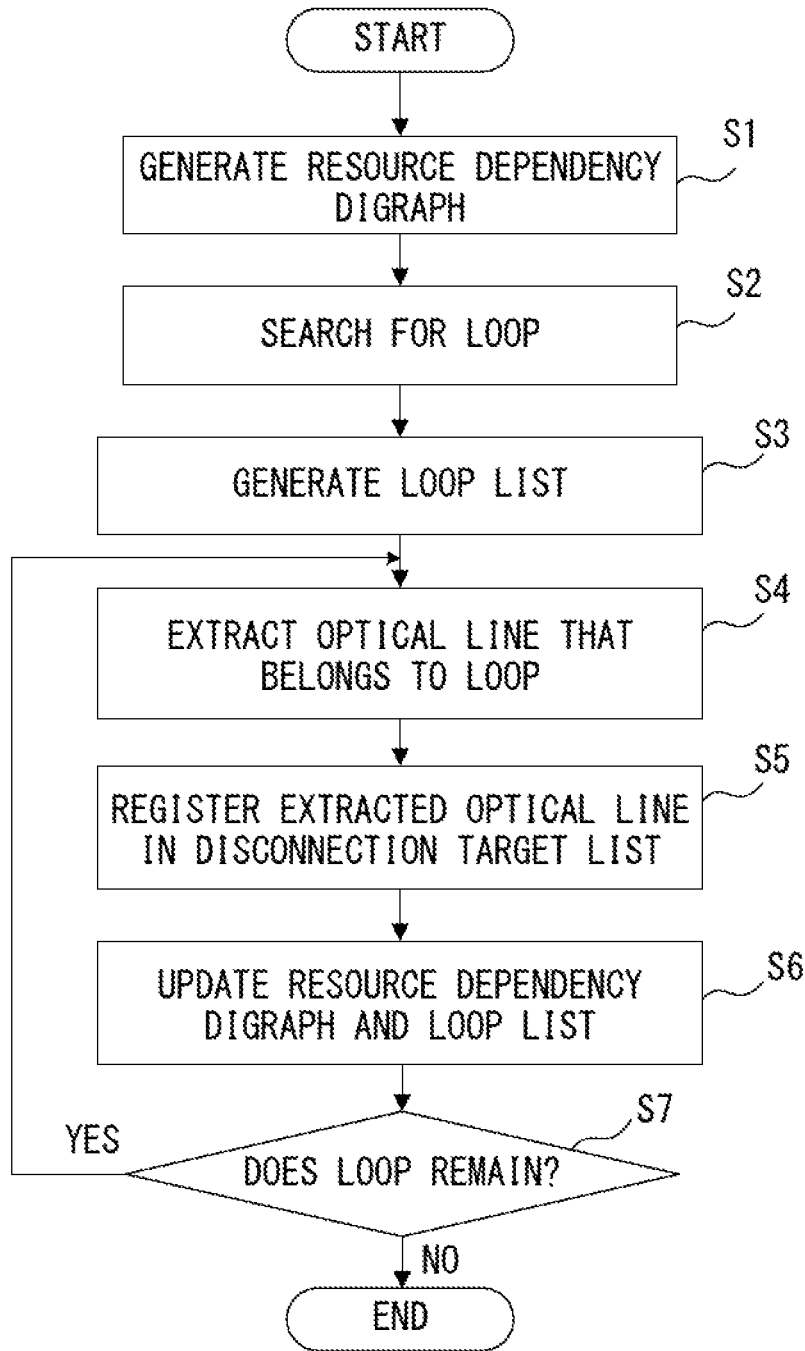 START
S1
GENERATE RESOURCE DEPENDENCY
DIGRAPH
S2
SEARCH FOR LOOP
S3
GENERATE LOOP LIST
S4
EXTRACT OPTICAL LINE THAT
BELONGS TO LOOP
S5
REGISTER EXTRACTED OPTICAL LINE
IN DISCONNECTION TARGET LIST
S6
UPDATE RESOURCE DEPENDENCY
DIGRAPH AND LOOP LIST
S7
YES
DOES LOOP REMAIN?
NO
END